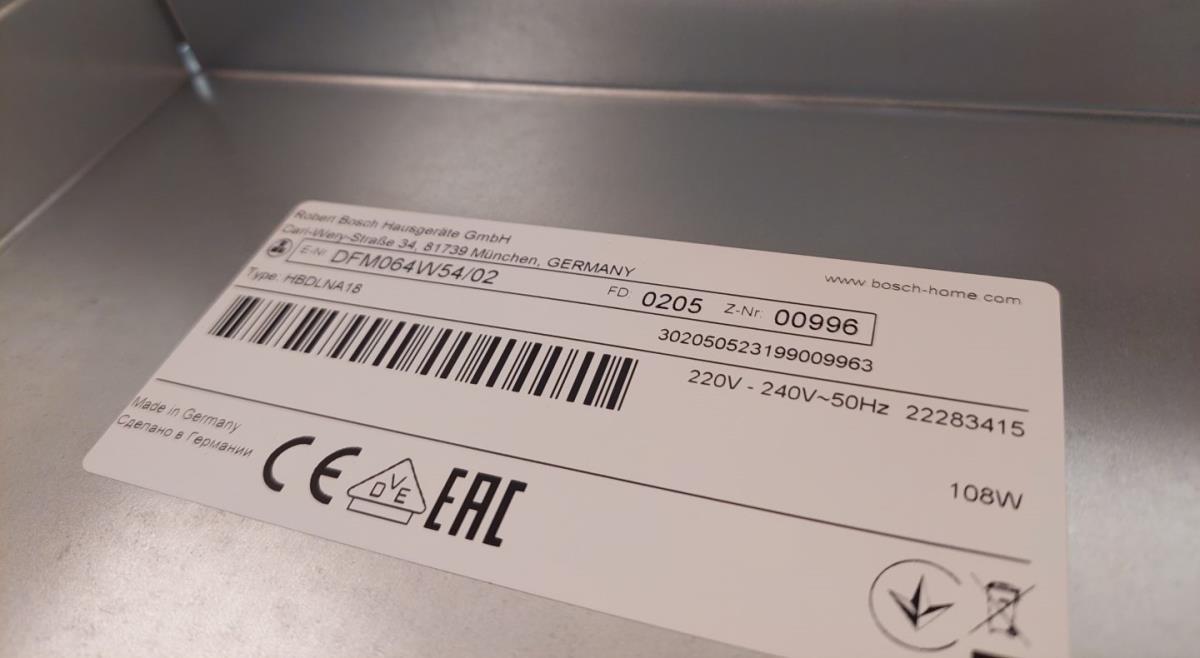 Robert Bosch Hausgeräte GmbH
Carl-Wery-Straße 34, 81739 München, GERMANY
www.bosch-home.com
E-Nr. DFM064W54/02 FD 0205 Z-Nr. 00996
Type: HBDLNA18
302050523199009963
220V - 240V~50Hz 22283415
108W
Made in Germany
Сделано в Германии
CE
DVE
EAC